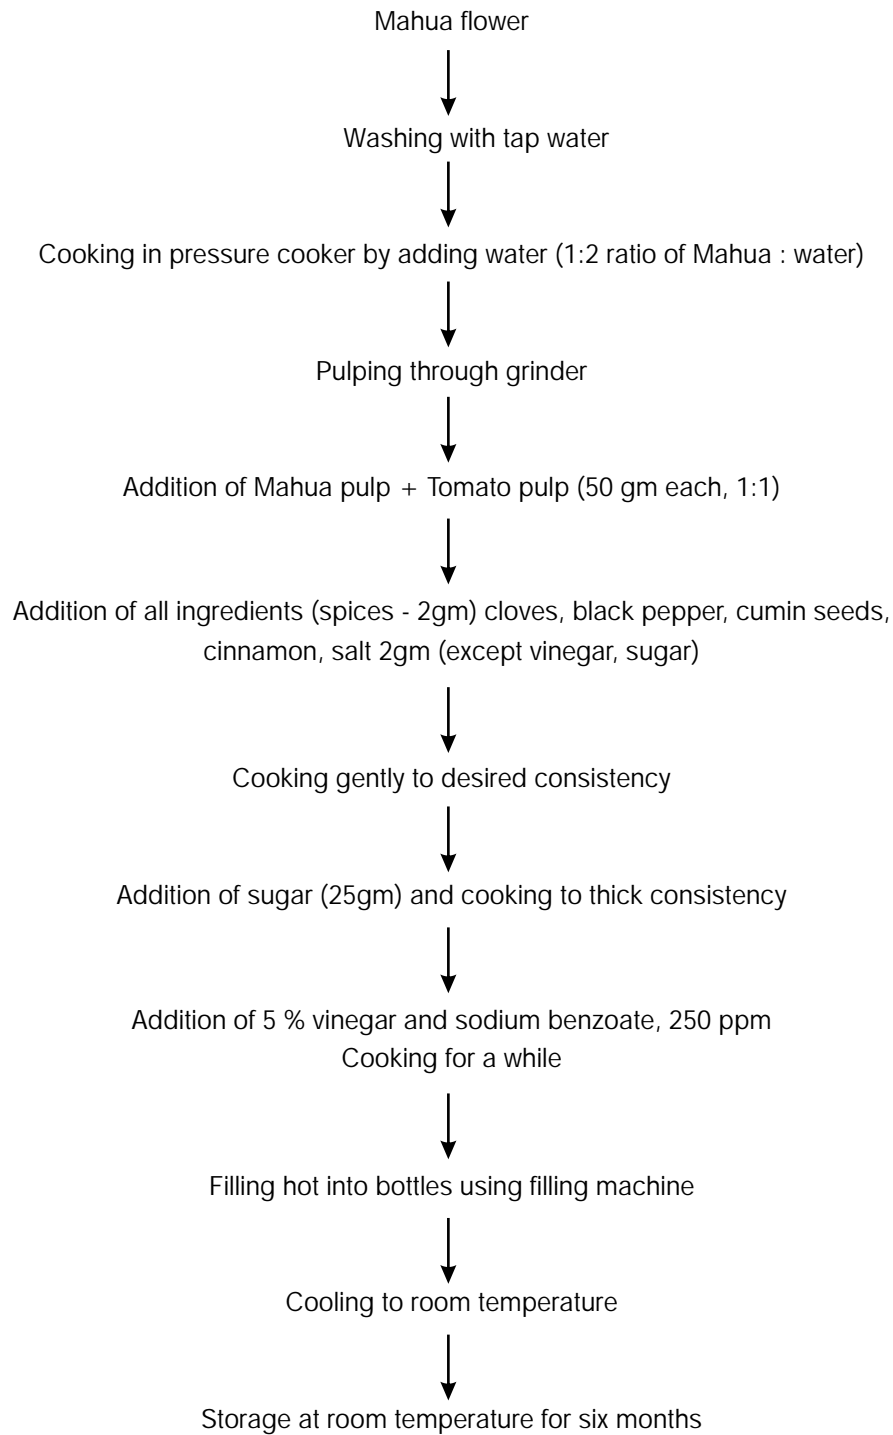 Mahua flower
Washing with tap water
Cooking in pressure cooker by adding water (1:2 ratio of Mahua : water)
Pulping through grinder
Addition of Mahua pulp + Tomato pulp (50 gm each, 1:1)
Addition of all ingredients (spices - 2gm) cloves, black pepper, cumin seeds,
cinnamon, salt 2gm (except vinegar, sugar)
Cooking gently to desired consistency
Addition of sugar (25gm) and cooking to thick consistency
Addition of 5 % vinegar and sodium benzoate, 250 ppm
Cooking for a while
Filling hot into bottles using filling machine
Cooling to room temperature
Storage at room temperature for six months